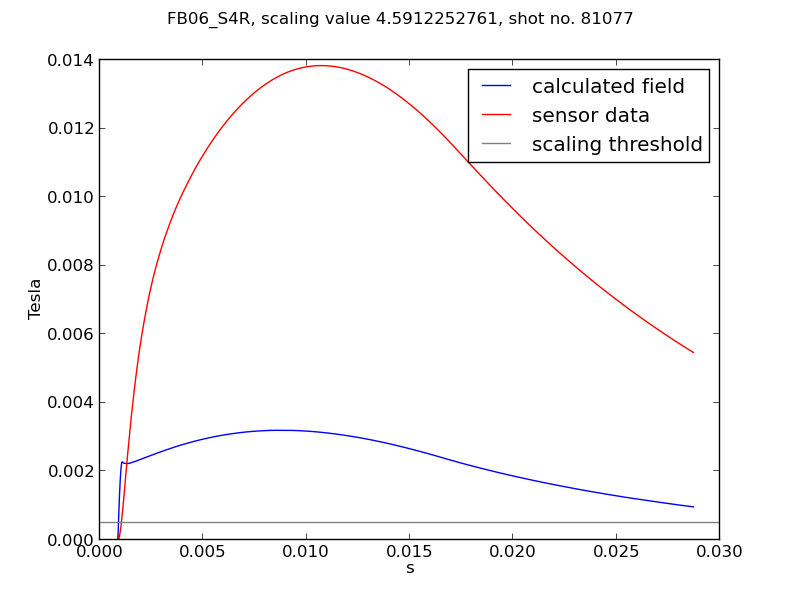 FB06_S4R, scaling value 4.5912252761, shot no. 81077
0.014
0.012
0.010
0.008
0.006
0.004
0.002
0.000
Tesla
calculated field
sensor data
scaling threshold
0.000 0.005 0.010 0.015 0.020 0.025 0.030
s